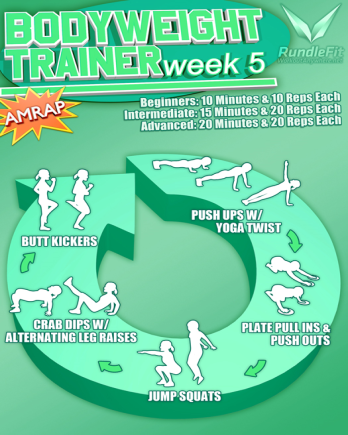 BODYWEIGHT
TRAINER week 5
RundleFit
AMRAP
Beginners: 10 Minutes & 10 Reps Each
Intermediate: 15 Minutes & 20 Reps Each
Advanced: 20 Minutes & 20 Reps Each
PUSH UPS W/
YOGA TWIST
PLATE PULL INS &
PUSH OUTS
JUMP SQUATS
CRAB DIPS W/
ALTERNATING LEG RAISES
BUTT KICKERS